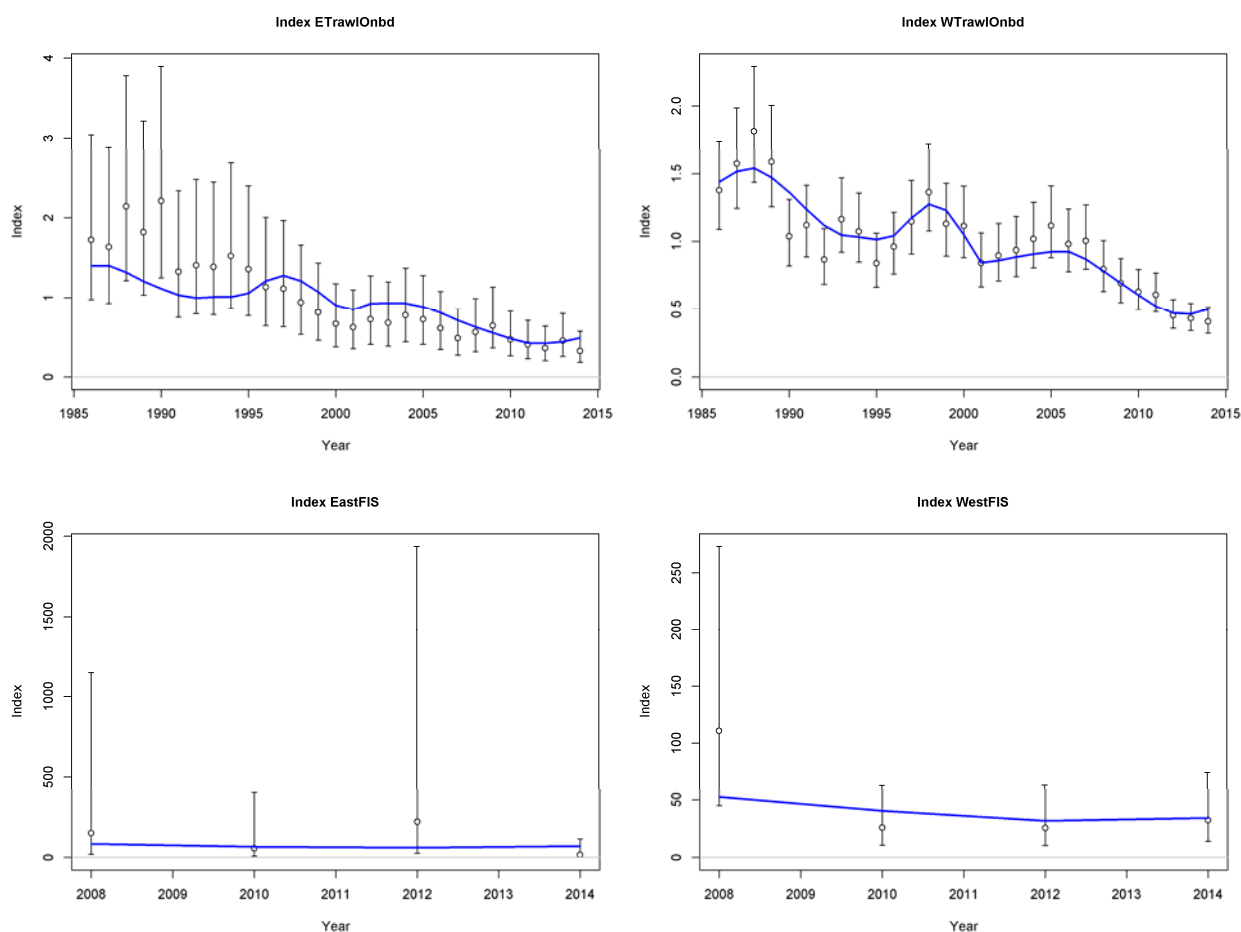 Index ETrawlOnbd
Index
4
3
2
1
0
1985 1990 1995 2000 2005 2010 2015
Year
Index WTrawlOnbd
Index
2.0
1.5
1.0
0.5
0.0
1985 1990 1995 2000 2005 2010 2015
Year
Index EastFIS
Index
2000
1500
1000
500
0
2008 2009 2010 2011 2012 2013 2014
Year
Index WestFIS
Index
250
200
150
100
50
0
2008 2009 2010 2011 2012 2013 2014
Year